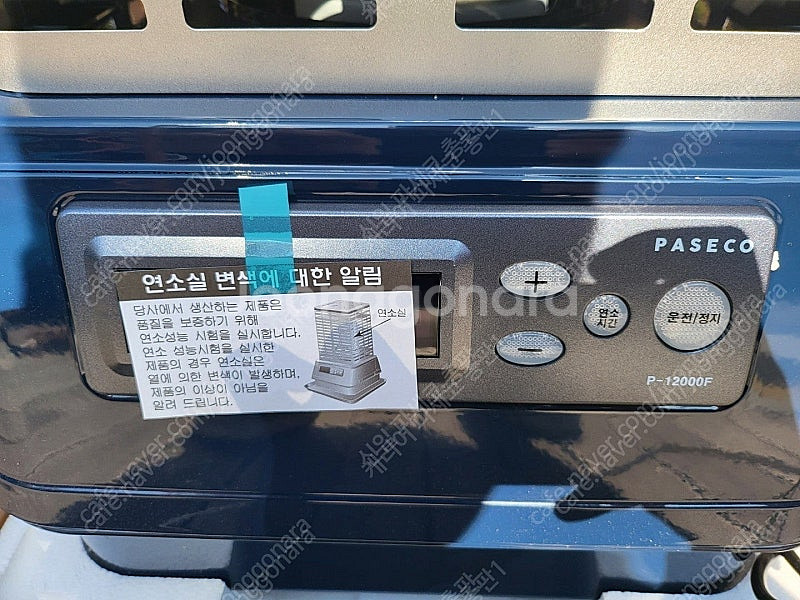 PASECO
연소실 변색에 대한 알림
당사에서 생산하는 제품은
품질을 보증하기 위해
연소성능 시험을 실시합니다.
연소 성능시험을 실시한
제품의 경우 연소실은
열에 의한 변색이 발생하며,
제품의 이상이 아님을
알려 드립니다.
연소실
+
연소
시간
운전/정지
−
P-12000F
joonggonara
cafe.naver.com/joonggonara